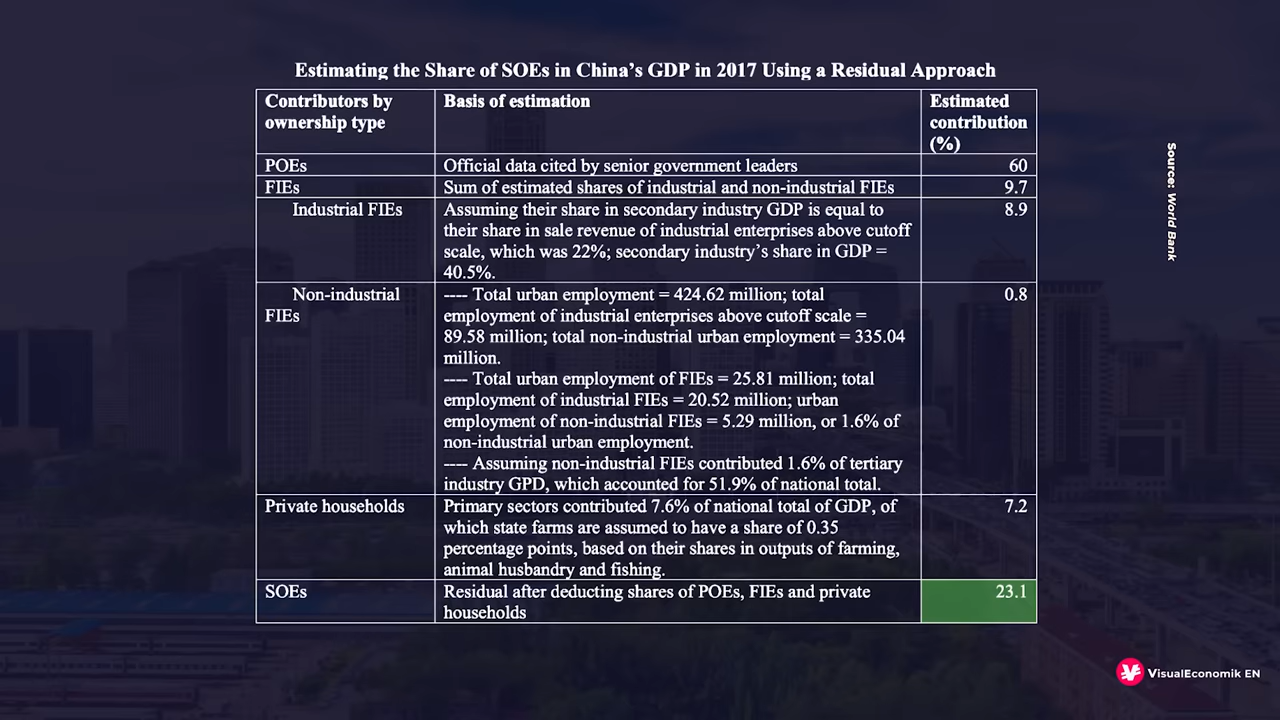 Estimating the Share of SOEs in China's GDP in 2017 Using a Residual Approach
Contributors by
ownership type
Basis of estimation
Estimated
contribution
(%)
POEs
Official data cited by senior government leaders
60
FIEs
Sum of estimated shares of industrial and non-industrial FIEs
9.7
Industrial FIEs
Assuming their share in secondary industry GDP is equal to
their share in sale revenue of industrial enterprises above cutoff
scale, which was 22%; secondary industry's share in GDP =
40.5%.
8.9
Non-industrial
FIEs
---- Total urban employment = 424.62 million; total
employment of industrial enterprises above cutoff scale =
89.58 million; total non-industrial urban employment = 335.04
million.
---- Total urban employment of FIEs = 25.81 million; total
employment of industrial FIEs = 20.52 million; urban
employment of non-industrial FIEs = 5.29 million, or 1.6% of
non-industrial urban employment.
---- Assuming non-industrial FIEs contributed 1.6% of tertiary
industry GPD, which accounted for 51.9% of national total.
0.8
Private households
Primary sectors contributed 7.6% of national total of GDP, of
which state farms are assumed to have a share of 0.35
percentage points, based on their shares in outputs of farming,
animal husbandry and fishing.
7.2
SOEs
Residual after deducting shares of POEs, FIEs and private
households
23.1
Source: World Bank
VisualEconomik EN